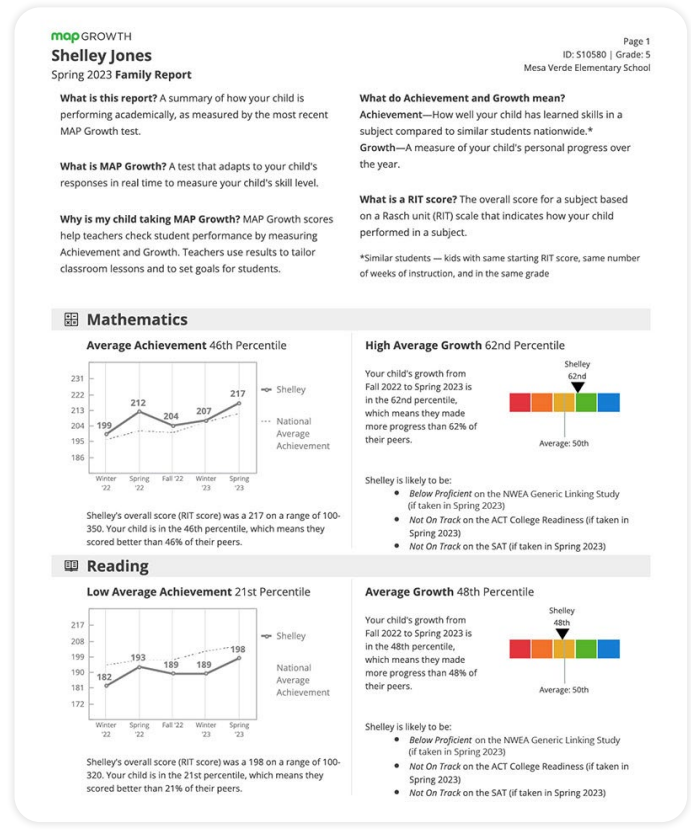 map GROWTH
Shelley Jones
Spring 2023 Family Report
Page 1
ID: S10580 | Grade: 5
Mesa Verde Elementary School
What is this report? A summary of how your child is
performing academically, as measured by the most recent
MAP Growth test.
What is MAP Growth? A test that adapts to your child's
responses in real time to measure your child's skill level.
Why is my child taking MAP Growth? MAP Growth scores
help teachers check student performance by measuring
Achievement and Growth. Teachers use results to tailor
classroom lessons and to set goals for students.
What do Achievement and Growth mean?
Achievement—How well your child has learned skills in a
subject compared to similar students nationwide.*
Growth—A measure of your child's personal progress over
the year.
What is a RIT score? The overall score for a subject based
on a Rasch unit (RIT) scale that indicates how your child
performed in a subject.
*Similar students — kids with same starting RIT score, same number
of weeks of instruction, and in the same grade
Mathematics
Average Achievement 46th Percentile
231
222
213
204
195
186
199
212
204
207
217
Winter '22
Spring '22
Fall '22
Winter '23
Spring '23
Shelley
National
Average
Achievement
Shelley's overall score (RIT score) was a 217 on a range of 100-
350. Your child is in the 46th percentile, which means they
scored better than 46% of their peers.
High Average Growth 62nd Percentile
Your child's growth from
Fall 2022 to Spring 2023 is
in the 62nd percentile,
which means they made
more progress than 62% of
their peers.
Shelley
62nd
Average: 50th
Shelley is likely to be:
• Below Proficient on the NWEA Generic Linking Study
(if taken in Spring 2023)
• Not On Track on the ACT College Readiness (if taken in
Spring 2023)
• Not On Track on the SAT (if taken in Spring 2023)
Reading
Low Average Achievement 21st Percentile
217
208
199
190
181
172
182
193
189
189
198
Winter '22
Spring '22
Fall '22
Winter '23
Spring '23
Shelley
National
Average
Achievement
Shelley's overall score (RIT score) was a 198 on a range of 100-
320. Your child is in the 21st percentile, which means they
scored better than 21% of their peers.
Average Growth 48th Percentile
Your child's growth from
Fall 2022 to Spring 2023 is
in the 48th percentile,
which means they made
more progress than 48% of
their peers.
Shelley
48th
Average: 50th
Shelley is likely to be:
• Below Proficient on the NWEA Generic Linking Study
(if taken in Spring 2023)
• Not On Track on the ACT College Readiness (if taken in
Spring 2023)
• Not On Track on the SAT (if taken in Spring 2023)